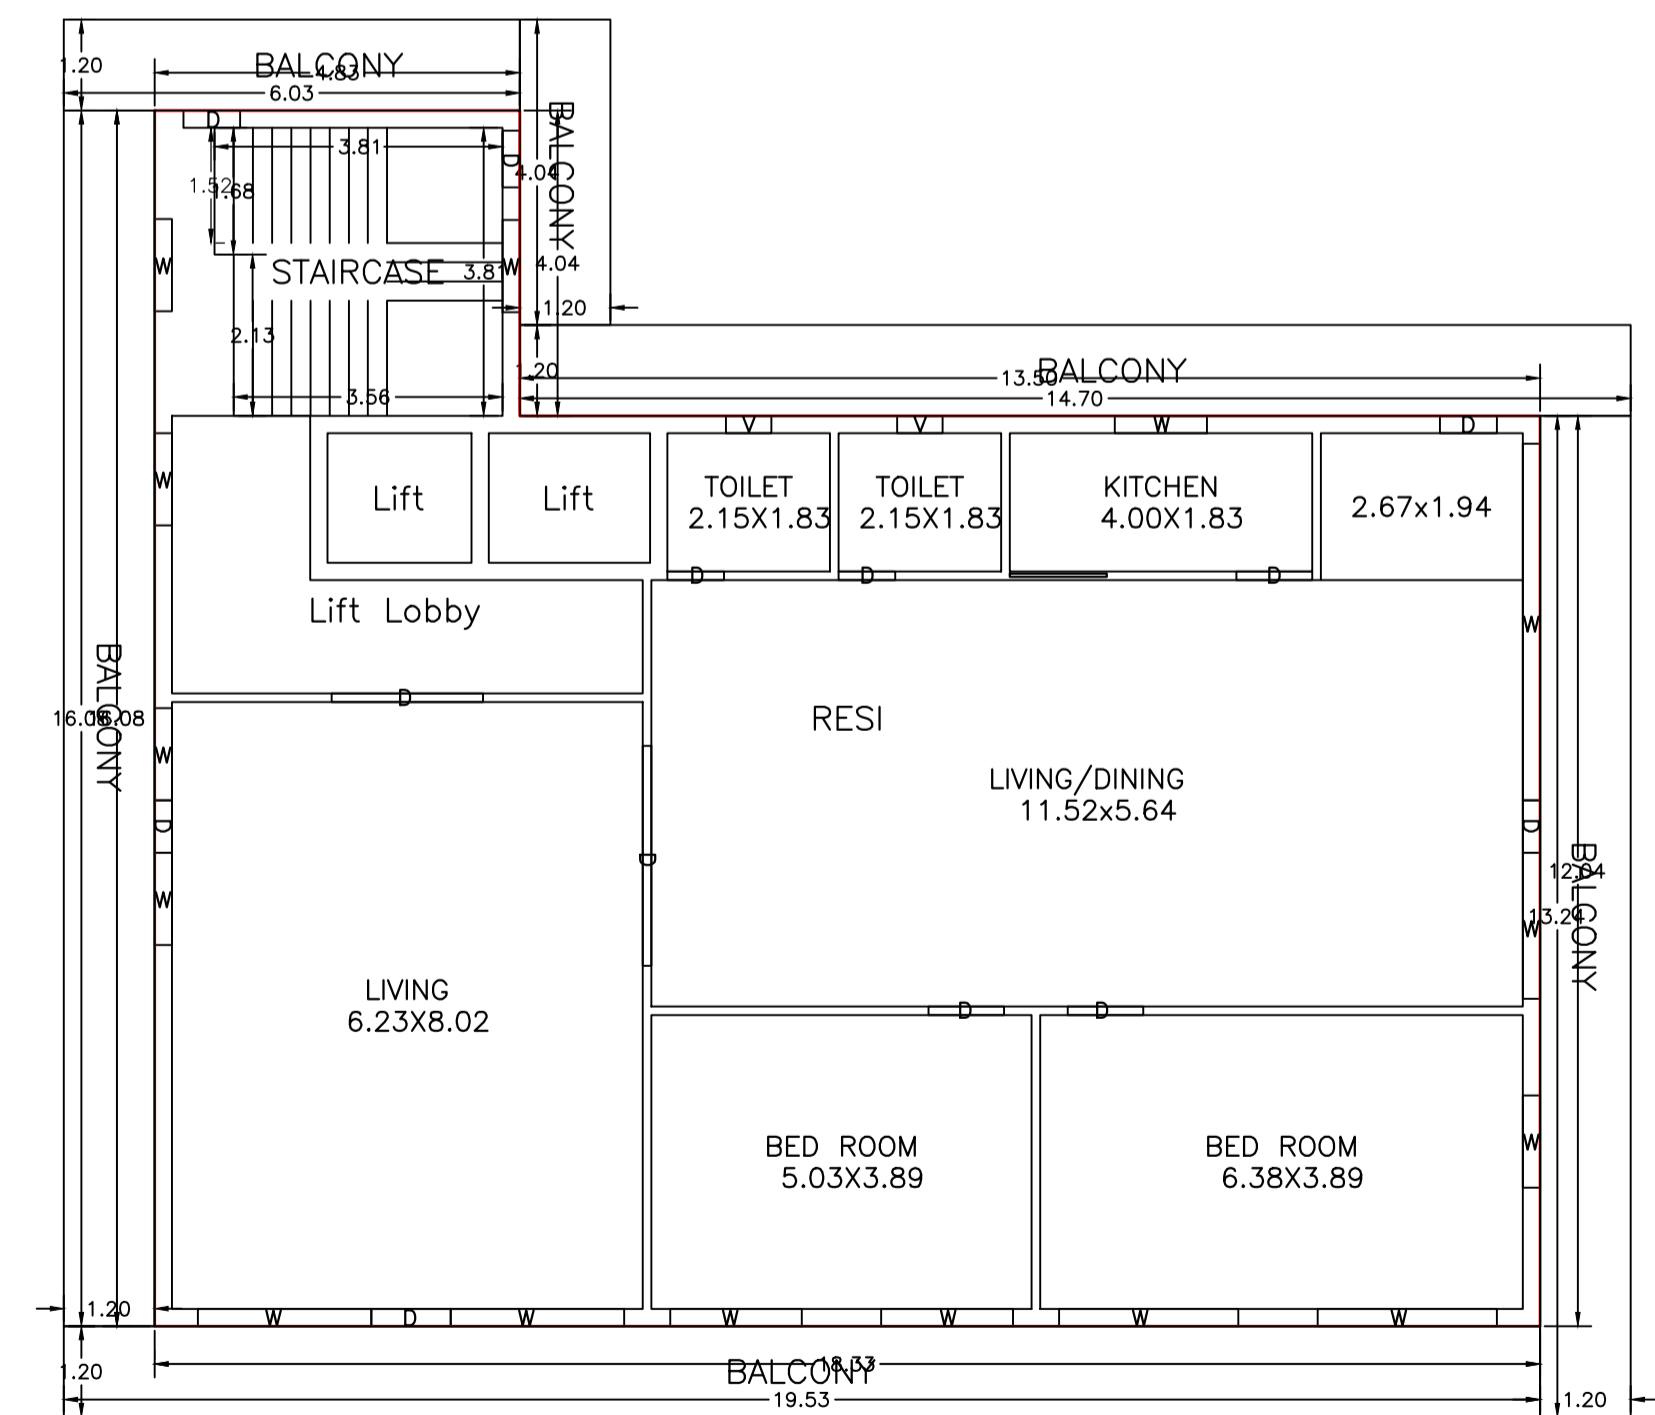 1.20
BALCONY
4.83
6.03
D
3.81
D
BALCONY
4.04
1.52
1.68
W
STAIRCASE
3.81
W
4.04
1.20
2.13
1.20
BALCONY
13.50
3.56
14.70
V
V
W
D
W
Lift
Lift
TOILET
2.15X1.83
TOILET
2.15X1.83
KITCHEN
4.00X1.83
2.67x1.94
D
D
D
Lift Lobby
W
D
BALCONY
16.08
16.08
RESI
W
LIVING/DINING
11.52x5.64
D
D
D
W
12.04
BALCONY
13.24
W
LIVING
6.23X8.02
D
D
BED ROOM
5.03X3.89
BED ROOM
6.38X3.89
W
1.20
W
D
W
W
W
W
W
1.20
BALCONY
18.33
19.53
1.20